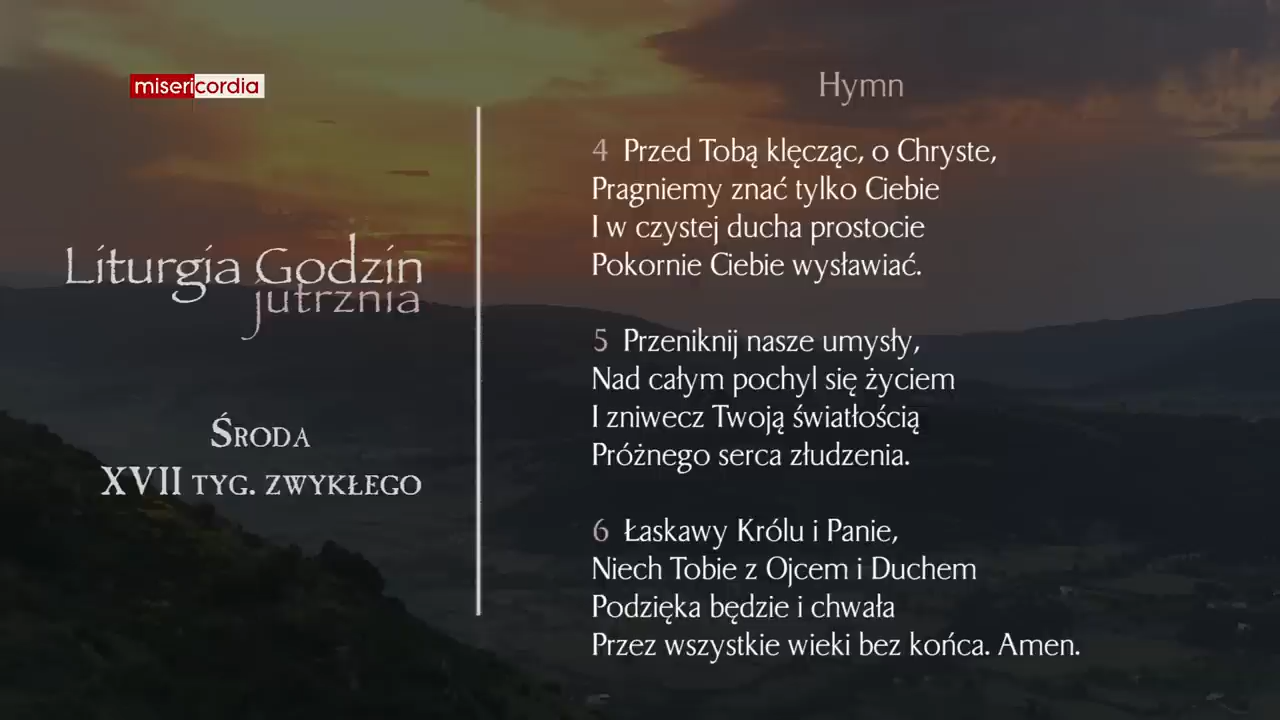 misericordia
Liturgia Godzin
jutrznia
Środa
XVII tyg. zwykłego
Hymn
4 Przed Tobą klęcząc, o Chryste,
Pragniemy znać tylko Ciebie
I w czystej ducha prostocie
Pokornie Ciebie wysławiać.
5 Przeniknij nasze umysły,
Nad całym pochyl się życiem
I zniwecz Twoją światłością
Próżnego serca złudzenia.
6 Łaskawy Królu i Panie,
Niech Tobie z Ojcem i Duchem
Podzięka będzie i chwała
Przez wszystkie wieki bez końca. Amen.